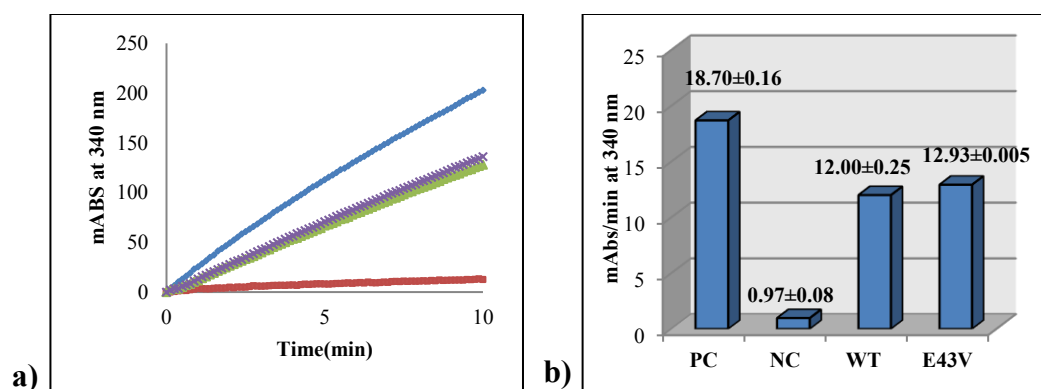 250
200
150
100
50
0
mABS at 340 nm
0
5
10
Time(min)
a)
25
20
15
10
5
0
mAbs/min at 340 nm
18.70±0.16
0.97±0.08
12.00±0.25
12.93±0.005
PC
NC
WT
E43V
b)